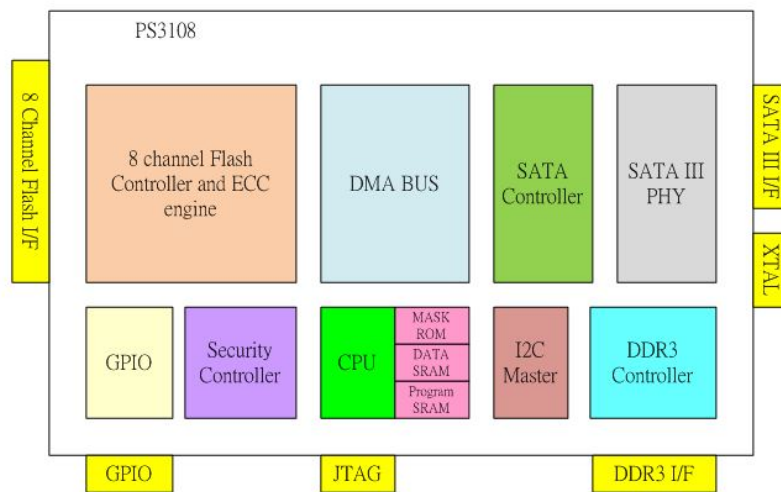 PS3108
8 Channel Flash I/F
8 channel Flash
Controller and ECC
engine
DMA BUS
SATA
Controller
SATA III
PHY
SATA III I/F
XTAL
GPIO
Security
Controller
CPU
MASK
ROM
DATA
SRAM
Program
SRAM
I2C
Master
DDR3
Controller
GPIO
JTAG
DDR3 I/F